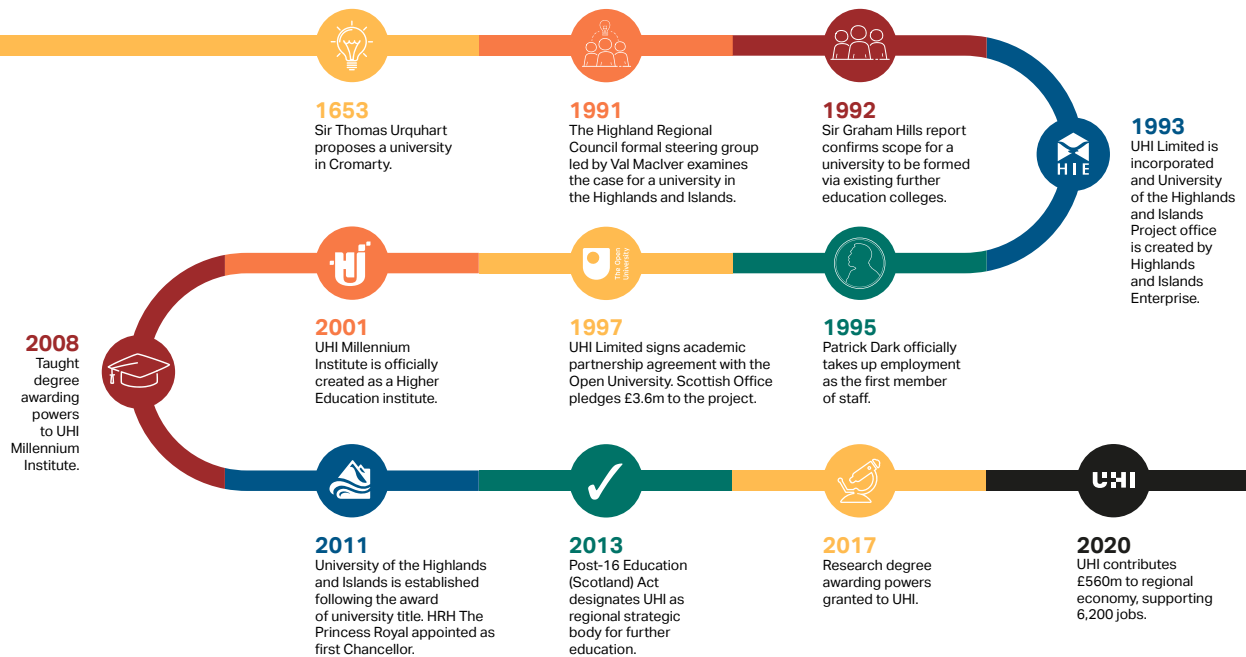 1653
Sir Thomas Urquhart
proposes a university
in Cromarty.
1991
The Highland Regional
Council formal steering group
led by Val MacIver examines
the case for a university in
the Highlands and Islands.
1992
Sir Graham Hills report
confirms scope for a
university to be formed
via existing further
education colleges.
HIE
1993
UHI Limited is
incorporated
and University
of the Highlands
and Islands
Project office
is created by
Highlands
and Islands
Enterprise.
1995
Patrick Dark officially
takes up employment
as the first member
of staff.
The Open
University
1997
UHI Limited signs academic
partnership agreement with the
Open University. Scottish Office
pledges £3.6m to the project.
UHI
2001
UHI Millennium
Institute is officially
created as a Higher
Education institute.
2008
Taught
degree
awarding
powers
to UHI
Millennium
Institute.
2011
University of the Highlands
and Islands is established
following the award
of university title. HRH The
Princess Royal appointed as
first Chancellor.
2013
Post-16 Education
(Scotland) Act
designates UHI as
regional strategic
body for further
education.
2017
Research degree
awarding powers
granted to UHI.
UHI
2020
UHI contributes
£560m to regional
economy, supporting
6,200 jobs.